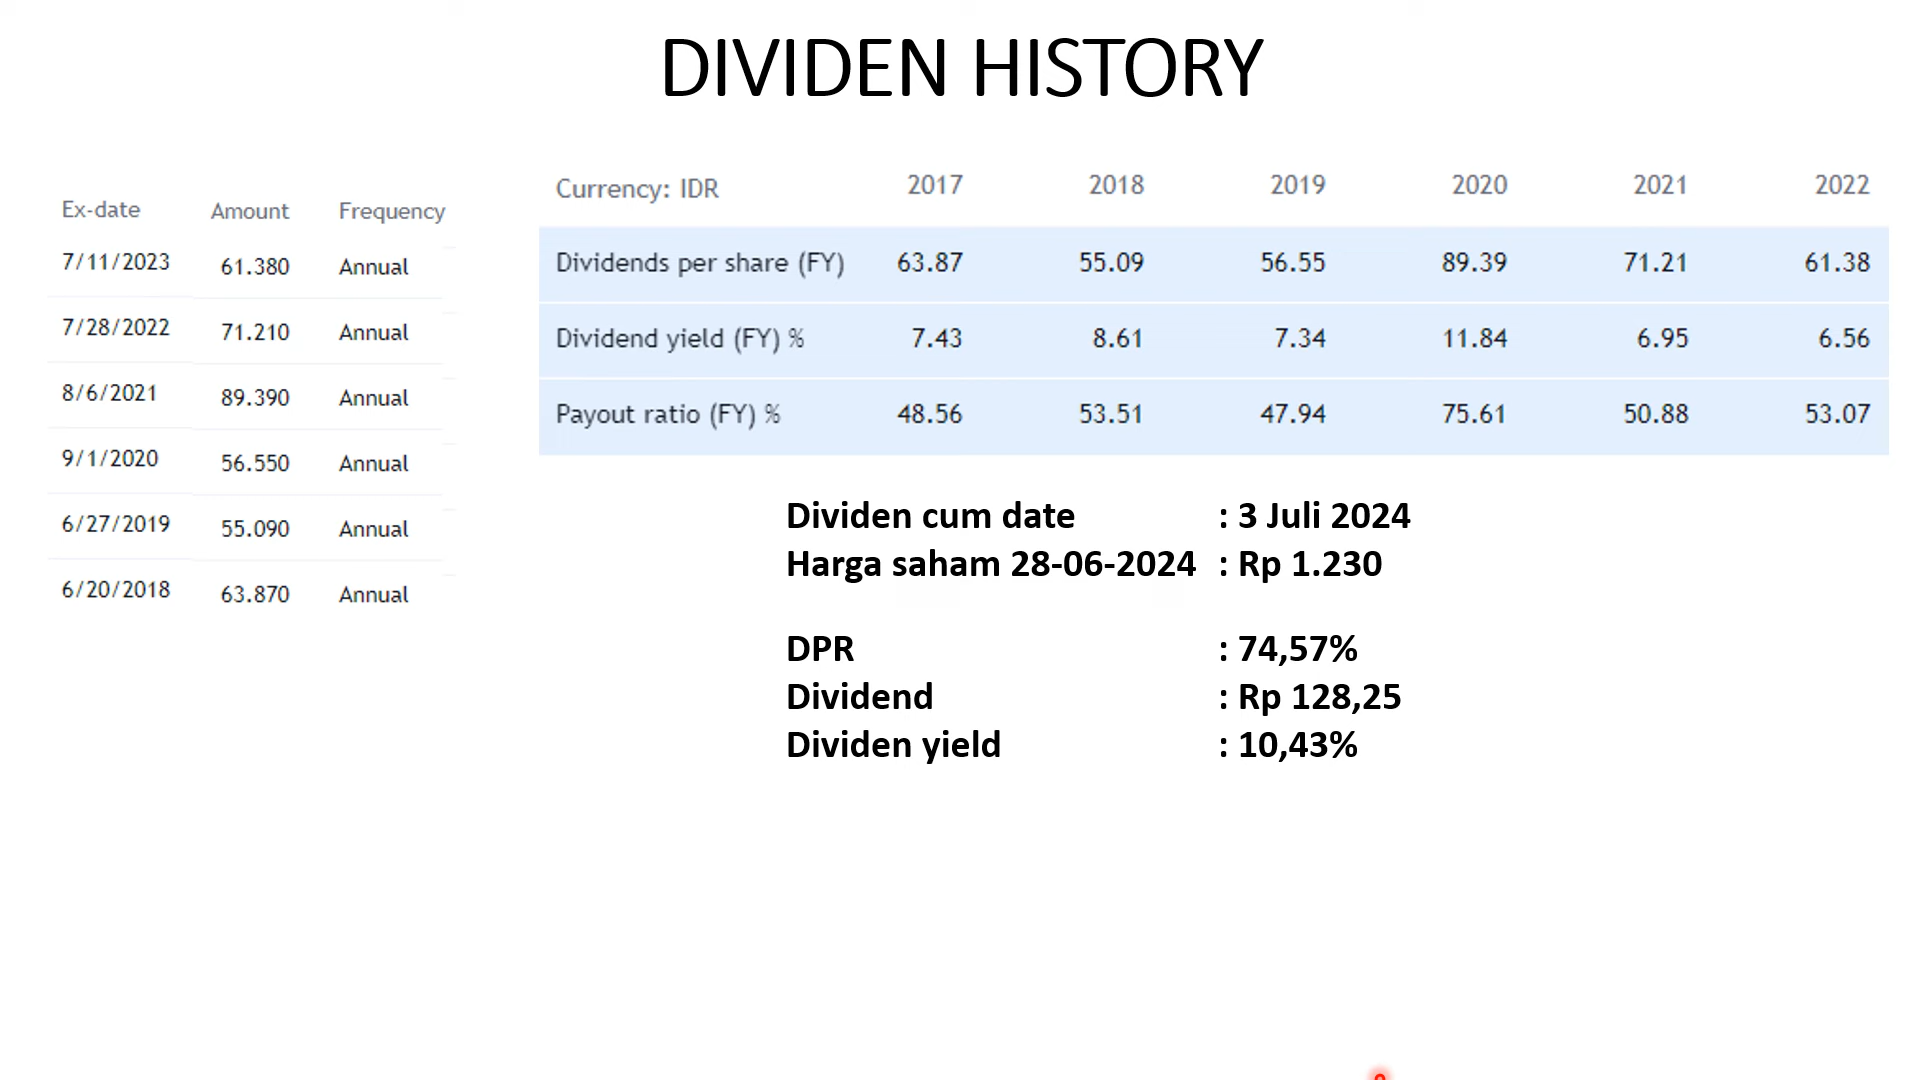 DIVIDEN HISTORY
Ex-date Amount Frequency
7/11/2023 61.380 Annual
7/28/2022 71.210 Annual
8/6/2021 89.390 Annual
9/1/2020 56.550 Annual
6/27/2019 55.090 Annual
6/20/2018 63.870 Annual
Currency: IDR 2017 2018 2019 2020 2021 2022
Dividends per share (FY) 63.87 55.09 56.55 89.39 71.21 61.38
Dividend yield (FY) % 7.43 8.61 7.34 11.84 6.95 6.56
Payout ratio (FY) % 48.56 53.51 47.94 75.61 50.88 53.07
Dividen cum date : 3 Juli 2024
Harga saham 28-06-2024 : Rp 1.230
DPR : 74,57%
Dividend : Rp 128,25
Dividen yield : 10,43%